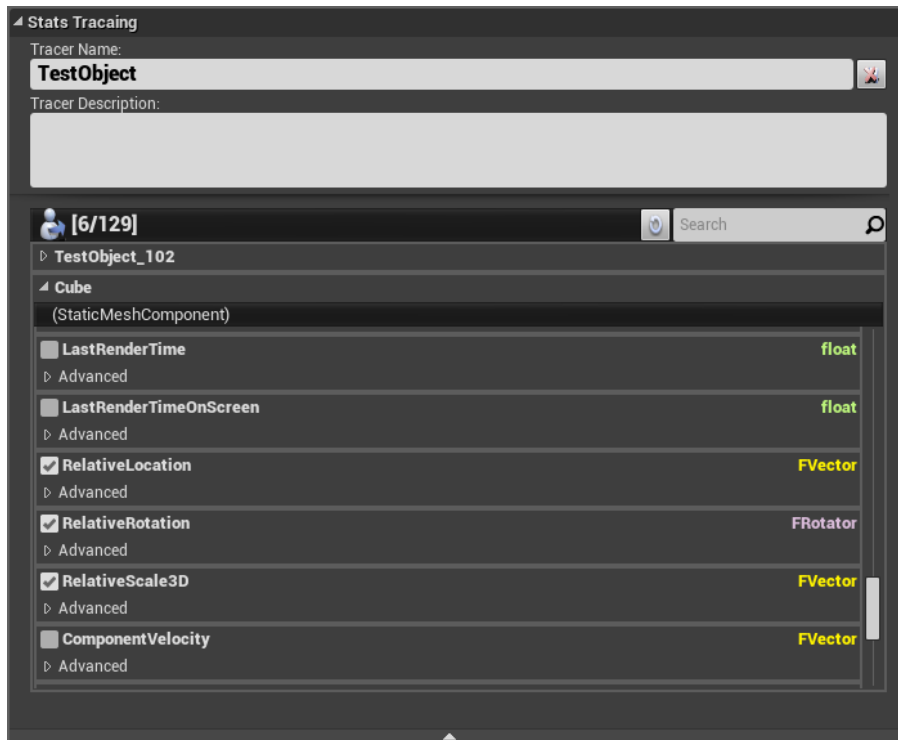 Stats Tracaing
Tracer Name:
TestObject
Tracer Description:
[6/129]
Search
TestObject_102
Cube
(StaticMeshComponent)
LastRenderTime float
Advanced
LastRenderTimeOnScreen float
Advanced
RelativeLocation FVector
Advanced
RelativeRotation FRotator
Advanced
RelativeScale3D FVector
Advanced
ComponentVelocity FVector
Advanced